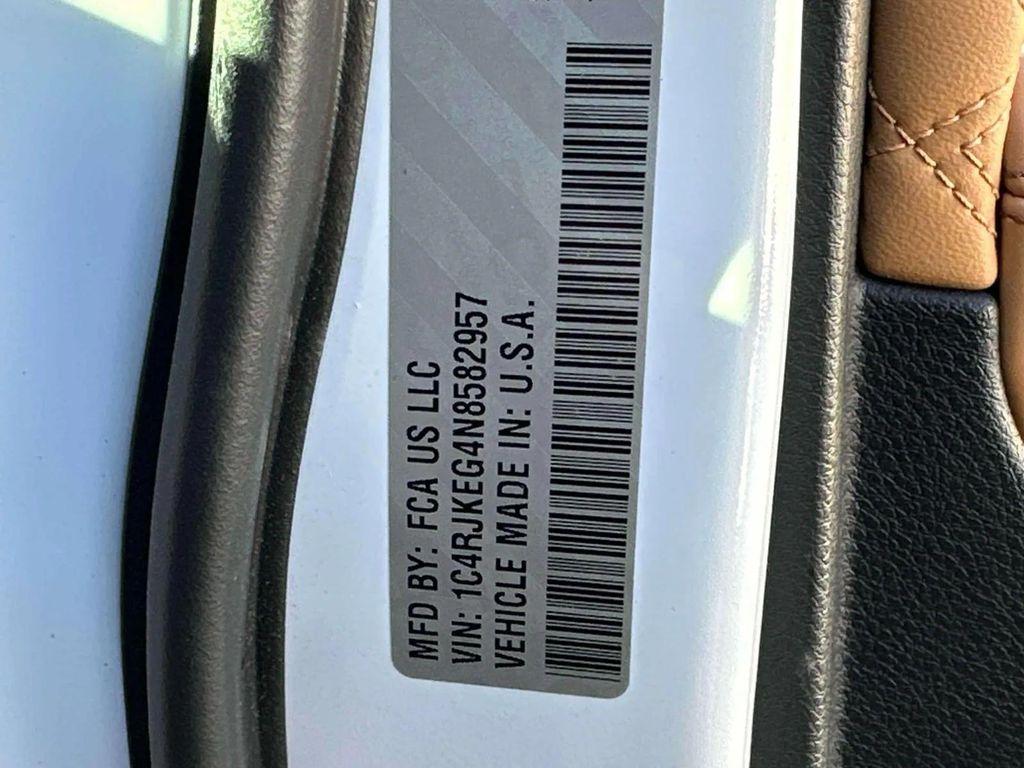 MFD BY: FCA US LLC
VIN: 1C4RJKEG4N8582957
VEHICLE MADE IN: U.S.A.